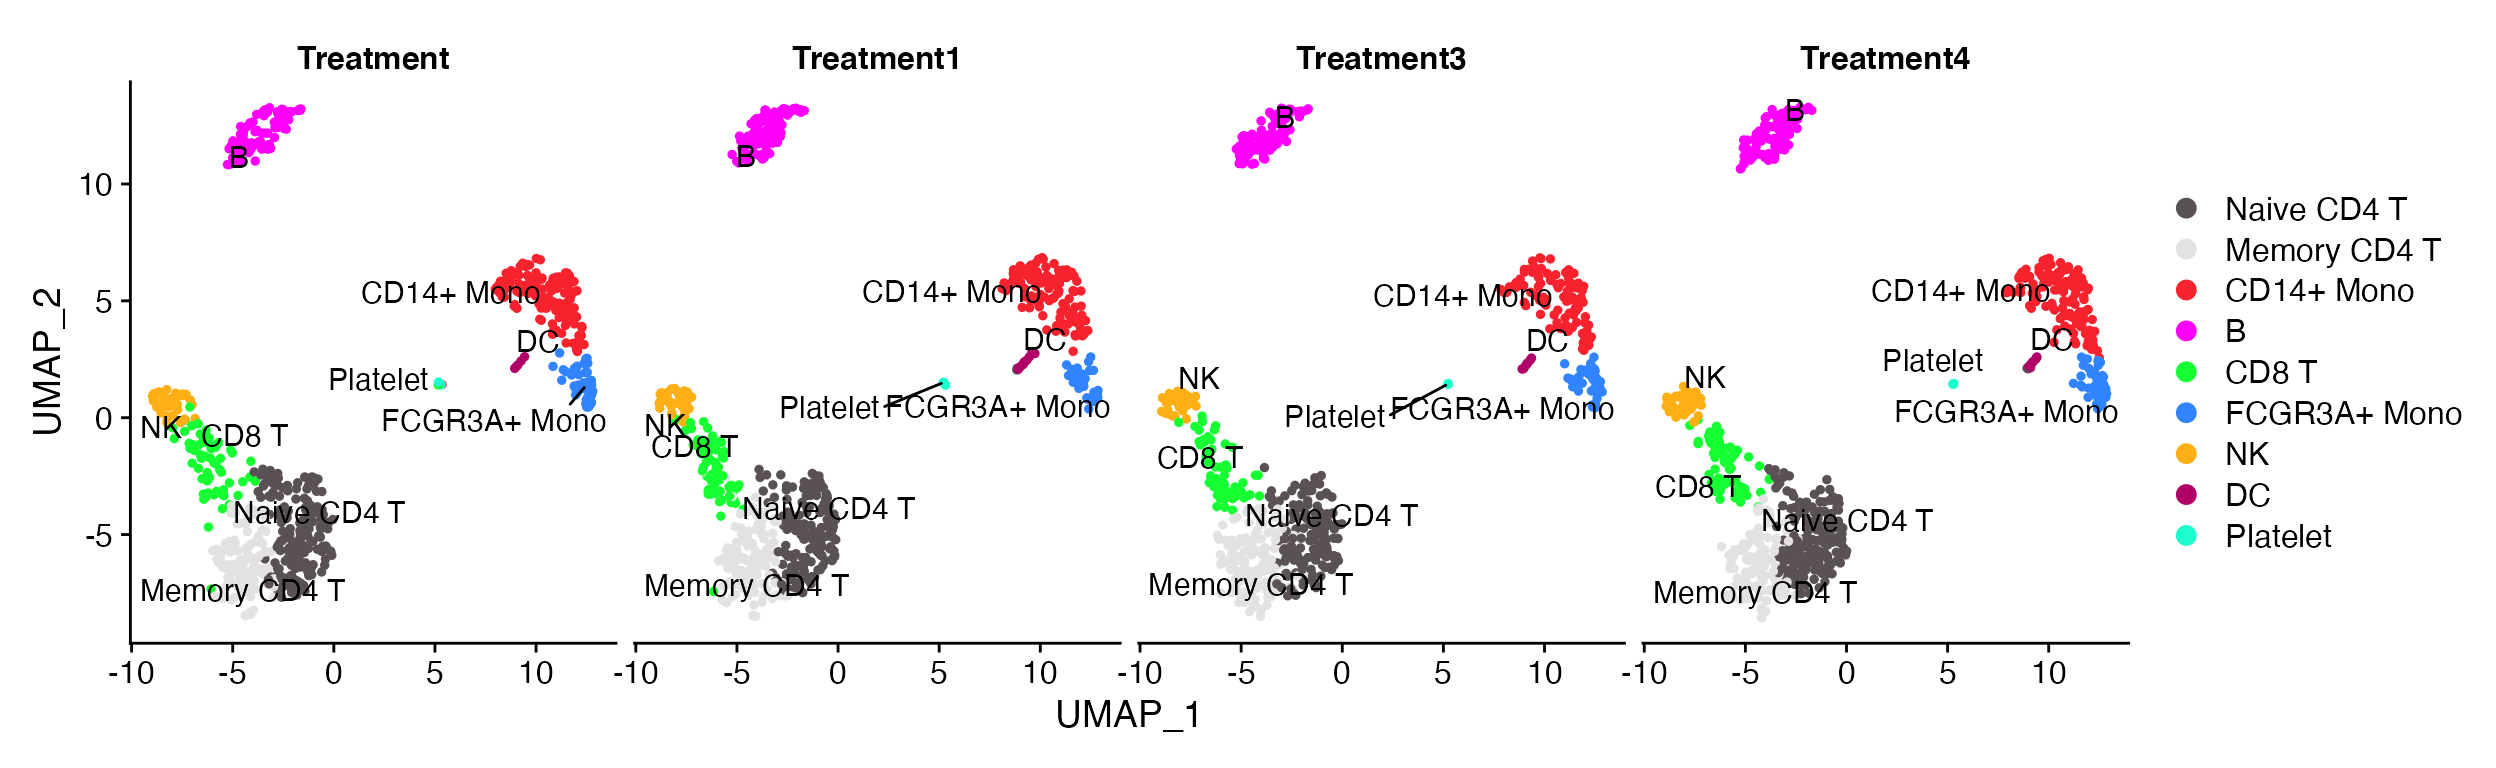 Treatment
Treatment1
Treatment3
Treatment4
UMAP_2
10
5
0
-5
B
CD14+ Mono
DC
Platelet
FCGR3A+ Mono
NK
CD8 T
Naive CD4 T
Memory CD4 T
-10
-5
0
5
10
B
CD14+ Mono
DC
Platelet
FCGR3A+ Mono
NK
CD8 T
Naive CD4 T
Memory CD4 T
-10
-5
0
5
10
B
CD14+ Mono
DC
NK
Platelet
FCGR3A+ Mono
CD8 T
Naive CD4 T
Memory CD4 T
-10
-5
0
5
10
B
CD14+ Mono
DC
Platelet
NK
FCGR3A+ Mono
CD8 T
Naive CD4 T
Memory CD4 T
-10
-5
0
5
10
UMAP_1
Naive CD4 T
Memory CD4 T
CD14+ Mono
B
CD8 T
FCGR3A+ Mono
NK
DC
Platelet